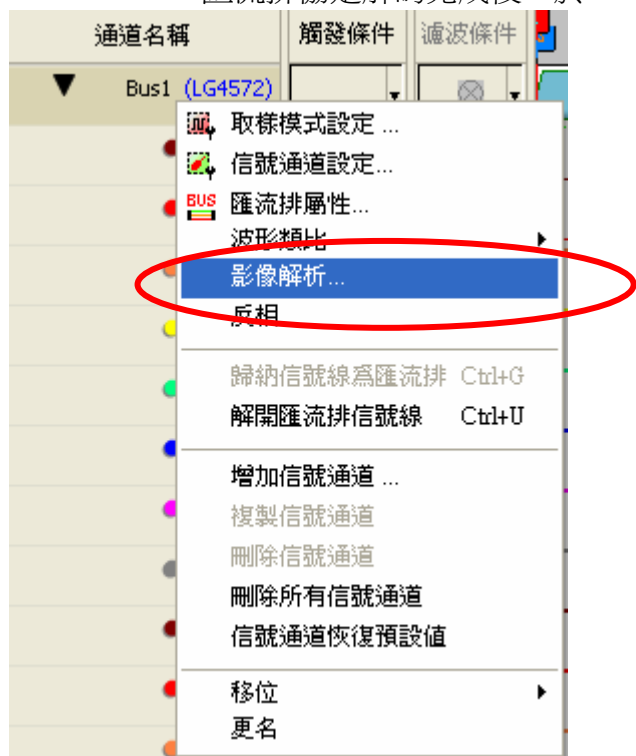 通道名稱 觸發條件 濾波條件
Bus1 (LG4572)
取樣模式設定 ...
信號通道設定...
BUS 匯流排屬性...
波形類比
影像解析...
反相
歸納信號線為匯流排 Ctrl+G
解開匯流排信號線 Ctrl+U
增加信號通道 ...
複製信號通道
刪除信號通道
刪除所有信號通道
信號通道恢復預設值
移位
更名